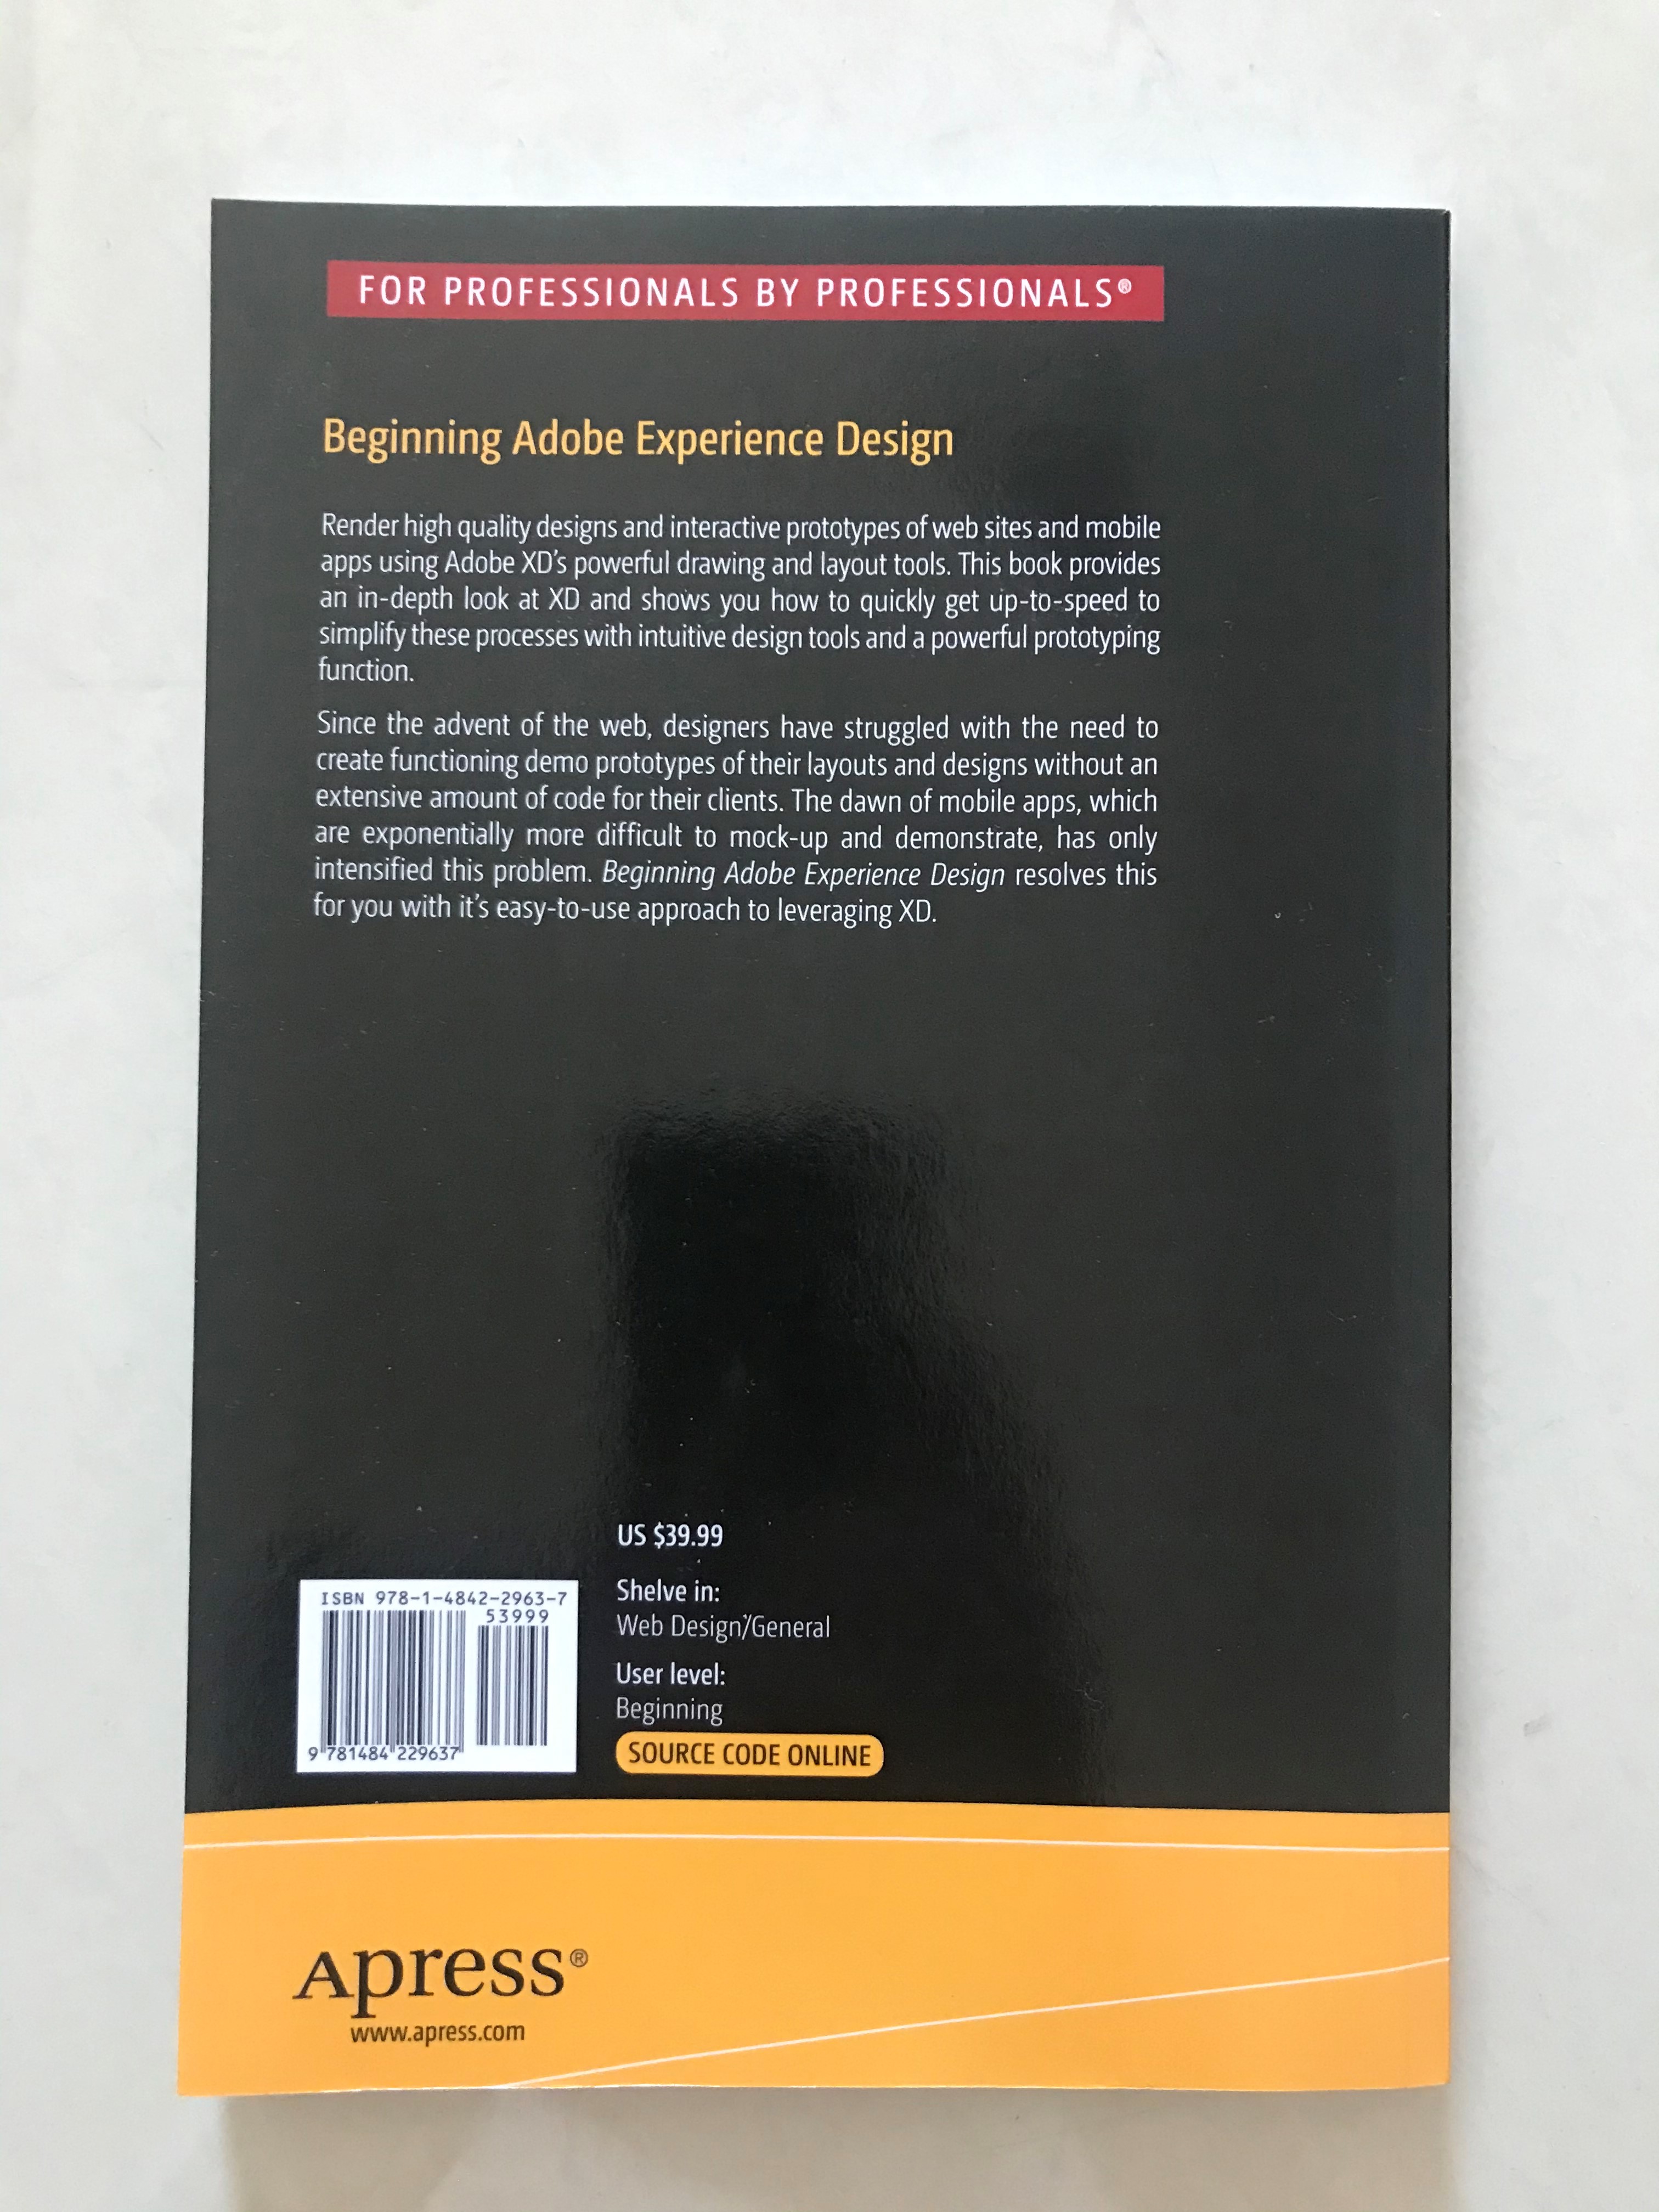 FOR PROFESSIONALS BY PROFESSIONALS®
Beginning Adobe Experience Design
Render high quality designs and interactive prototypes of web sites and mobile
apps using Adobe XD's powerful drawing and layout tools. This book provides
an in-depth look at XD and shows you how to quickly get up-to-speed to
simplify these processes with intuitive design tools and a powerful prototyping
function.
Since the advent of the web, designers have struggled with the need to
create functioning demo prototypes of their layouts and designs without an
extensive amount of code for their clients. The dawn of mobile apps, which
are exponentially more difficult to mock-up and demonstrate, has only
intensified this problem. Beginning Adobe Experience Design resolves this
for you with it's easy-to-use approach to leveraging XD.
US $39.99
Shelve in:
Web Design/General
User level:
Beginning
SOURCE CODE ONLINE
ISBN 978-1-4842-2963-7
53999
9 781484 229637
Apress®
www.apress.com